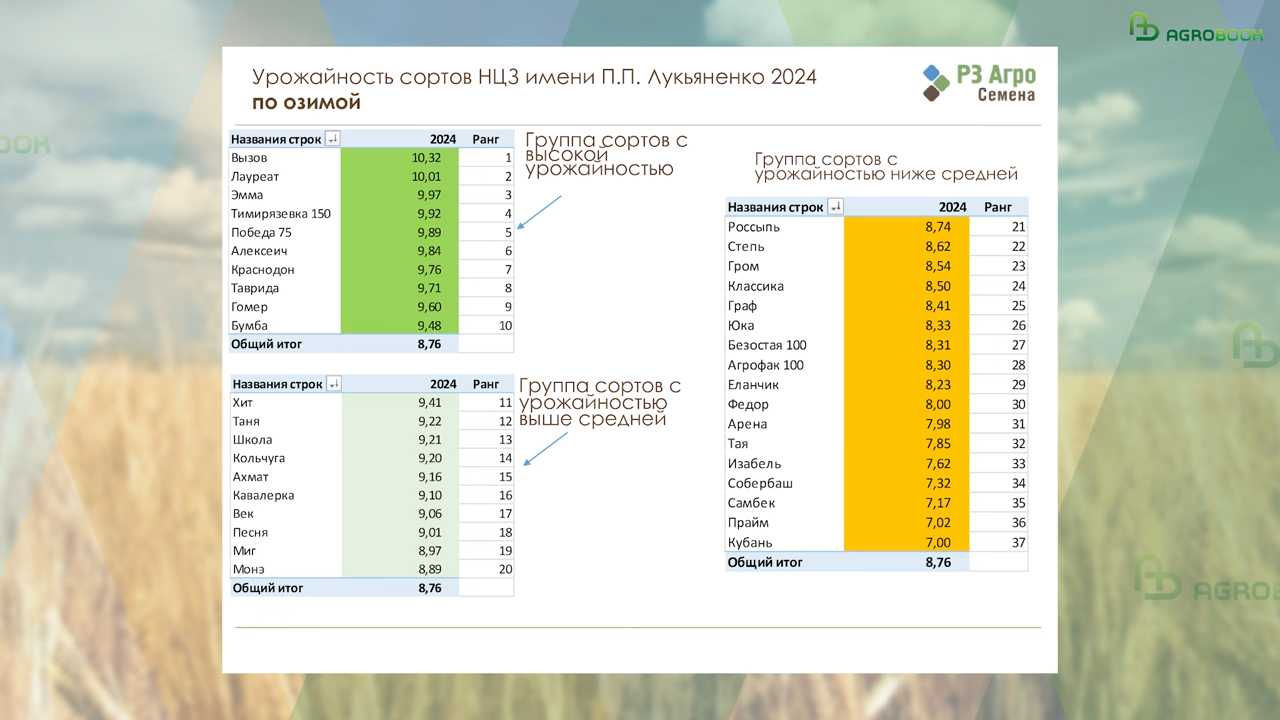 AGROBOOK
Урожайность сортов НЦЗ имени П.П. Лукьяненко 2024
по озимой
РЗ Агро
Семена
Названия строк 2024 Ранг
Вызов 10,32 1
Лауреат 10,01 2
Эмма 9,97 3
Тимирязевка 150 9,92 4
Победа 75 9,89 5
Алексеич 9,84 6
Краснодон 9,76 7
Таврида 9,71 8
Гомер 9,60 9
Бумба 9,48 10
Общий итог 8,76
Группа сортов с
высокой
урожайностью
Названия строк 2024 Ранг
Хит 9,41 11
Таня 9,22 12
Школа 9,21 13
Кольчуга 9,20 14
Ахмат 9,16 15
Кавалерка 9,10 16
Век 9,06 17
Песня 9,01 18
Миг 8,97 19
Монэ 8,89 20
Общий итог 8,76
Группа сортов с
урожайностью
выше средней
Группа сортов с
урожайностью ниже средней
Названия строк 2024 Ранг
Россыпь 8,74 21
Степь 8,62 22
Гром 8,54 23
Классика 8,50 24
Граф 8,41 25
Юка 8,33 26
Безостая 100 8,31 27
Агрофак 100 8,30 28
Еланчик 8,23 29
Федор 8,00 30
Арена 7,98 31
Тая 7,85 32
Изабель 7,62 33
Собербаш 7,32 34
Самбек 7,17 35
Прайм 7,02 36
Кубань 7,00 37
Общий итог 8,76